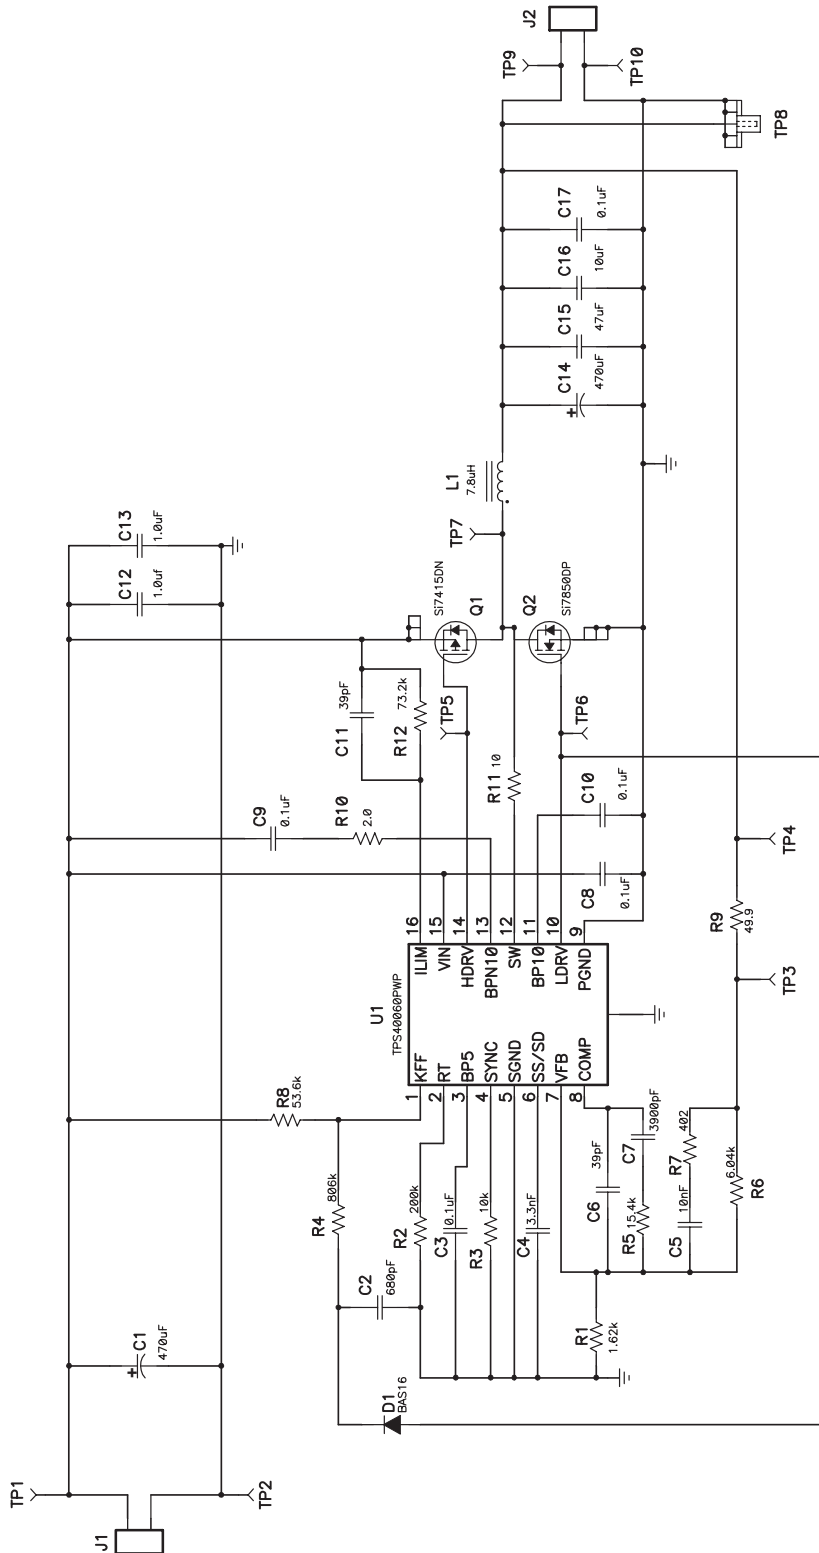 J1
TP1
TP2
C1
470uF
D1
BAS16
C2
680pF
R4
806k
R8
53.6k
R2
200k
C3
0.1uF
R3
10k
C4
3.3nF
R1
1.62k
C6
39pF
R5
15.4k
C7
3900pF
C5
10nF
R7
402
R6
6.04k
U1
TPS40060PWP
1
KFF
2
RT
3
BP5
4
SYNC
5
SGND
6
SS/SD
7
VFB
8
COMP
16
ILIM
15
VIN
14
HDRV
13
BPN10
12
SW
11
BP10
10
LDRV
9
PGND
TP3
R9
49.9
TP4
C9
0.1uF
R10
2.0
C11
39pF
R12
73.2k
TP5
R11
10
C8
0.1uF
C10
0.1uF
TP6
C12
1.0uf
C13
1.0uF
Si7415DN
Q1
Q2
Si7850DP
TP7
L1
7.8uH
+
C14
470uF
C15
47uF
C16
10uF
C17
0.1uF
TP9
J2
TP10
TP8